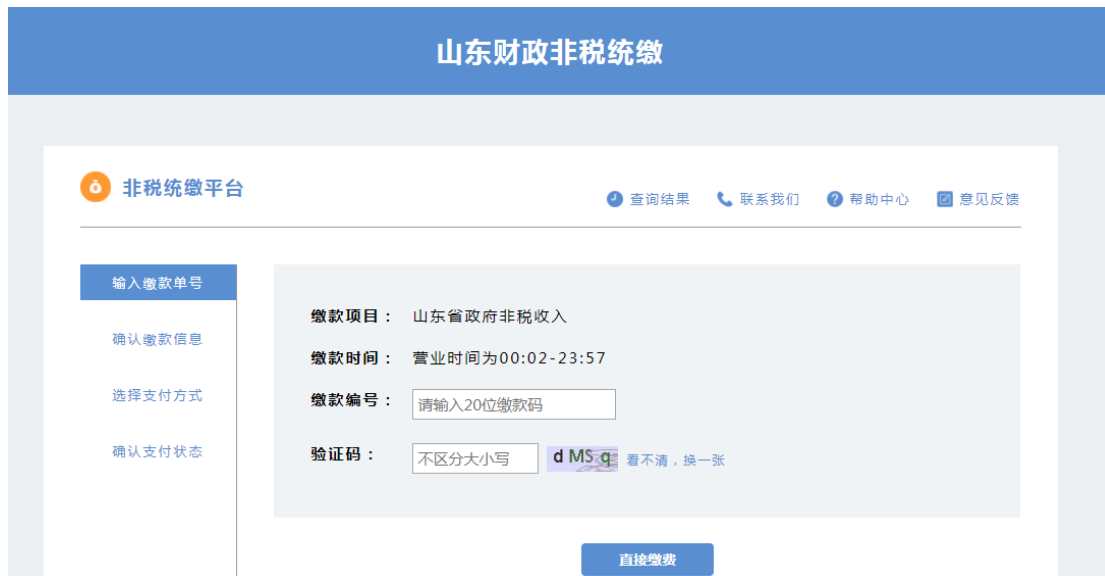 山东财政非税统缴
非税统缴平台
查询结果 联系我们 帮助中心 意见反馈
输入缴款单号
确认缴款信息
选择支付方式
确认支付状态
缴款项目： 山东省政府非税收入
缴款时间： 营业时间为00:02-23:57
缴款编号： 请输入20位缴款码
验证码： 不区分大小写 d MS q 看不清，换一张
直接缴费